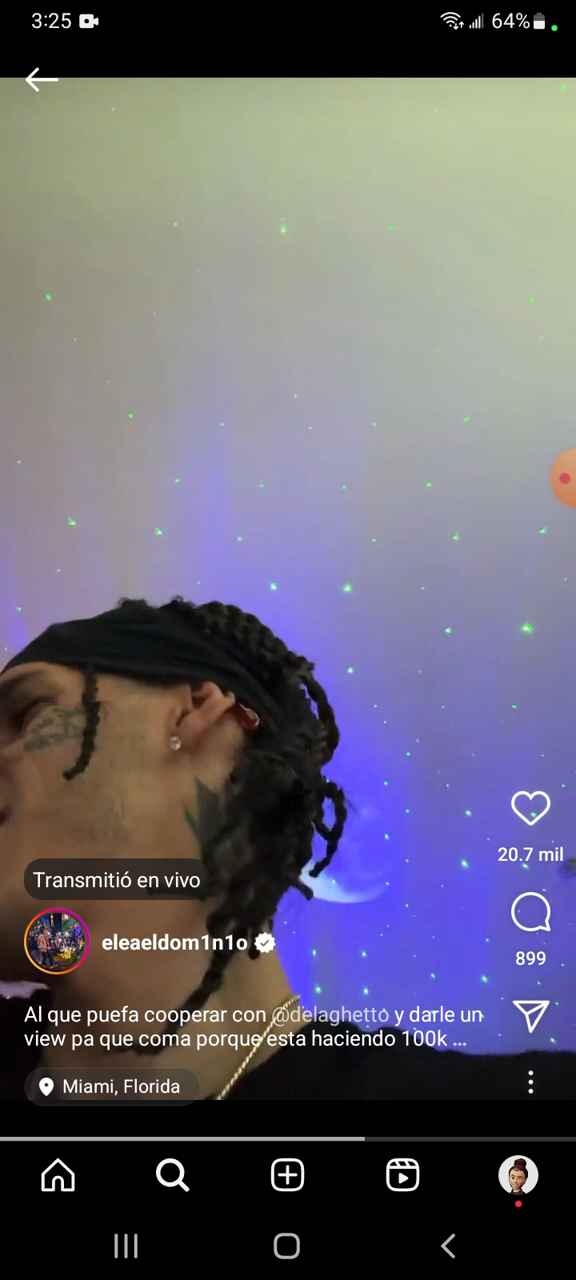 3:25
64%
Transmitió en vivo
eleaeldom1n1o
20.7 mil
899
Al que puefa cooperar con @delaghetto y darle un
view pa que coma porque esta haciendo 100k ...
Miami, Florida